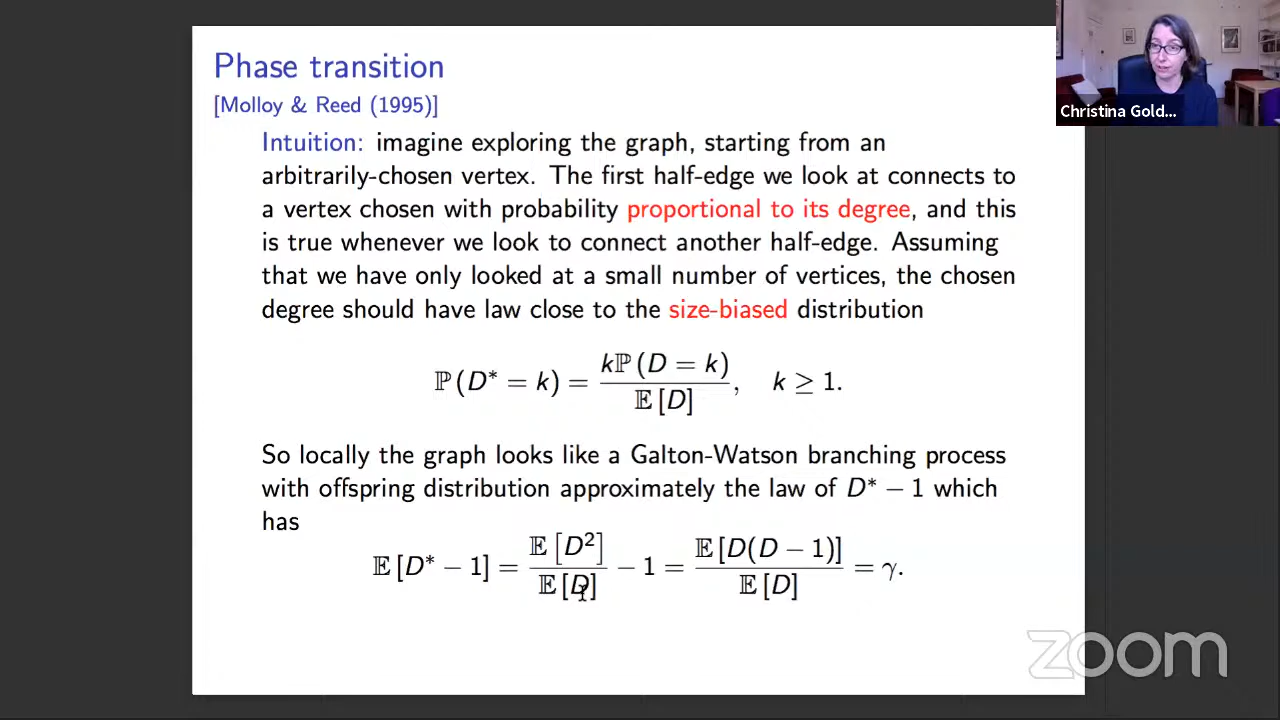 Phase transition
[Molloy & Reed (1995)]
Intuition: imagine exploring the graph, starting from an
arbitrarily-chosen vertex. The first half-edge we look at connects to
a vertex chosen with probability proportional to its degree, and this
is true whenever we look to connect another half-edge. Assuming
that we have only looked at a small number of vertices, the chosen
degree should have law close to the size-biased distribution
ℙ(D* = k) = kℙ(D = k) / 𝔼[D], k ≥ 1.
So locally the graph looks like a Galton-Watson branching process
with offspring distribution approximately the law of D* − 1 which
has
𝔼[D* − 1] = 𝔼[D²] / 𝔼[D] − 1 = 𝔼[D(D − 1)] / 𝔼[D] = γ.
Christina Gold...
zoom